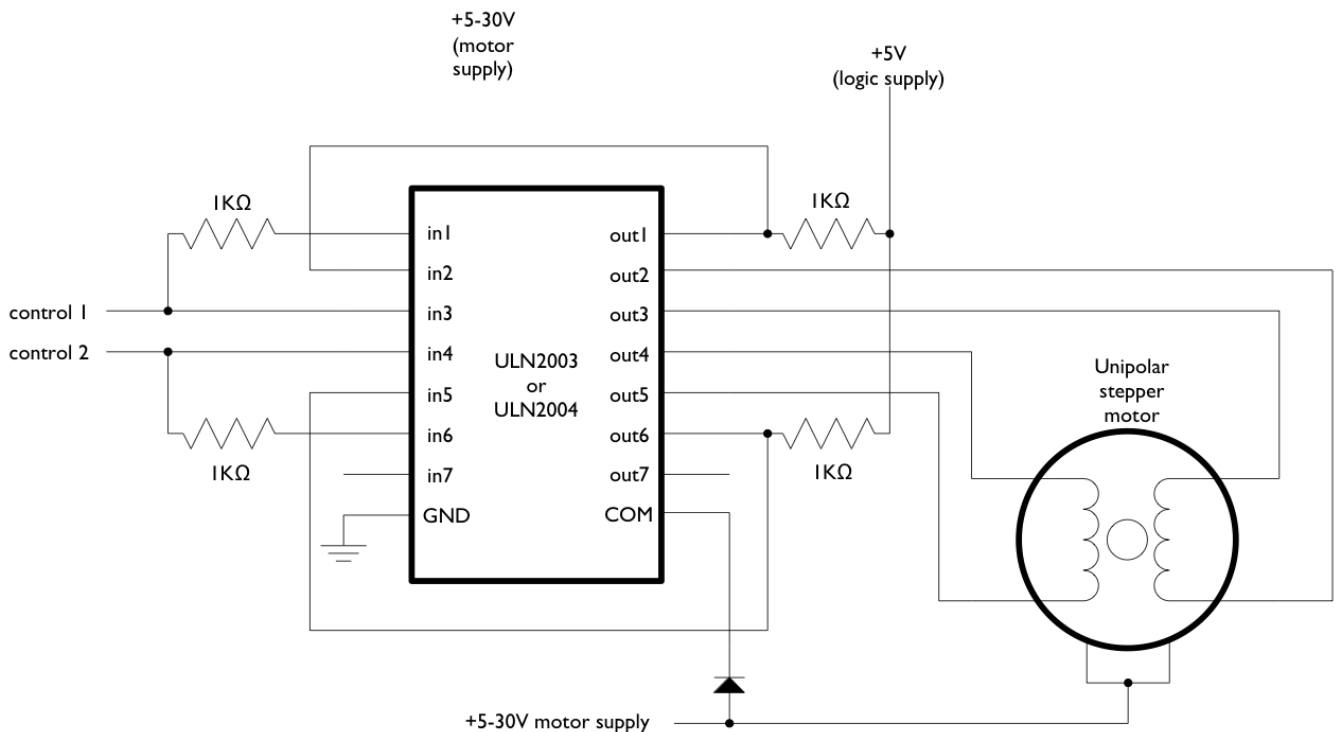 +5-30V
(motor
supply)
+5V
(logic supply)
1KΩ
1KΩ
in1
out1
in2
out2
control 1
in3
out3
control 2
in4
out4
ULN2003
or
ULN2004
Unipolar
stepper
motor
in5
out5
in6
out6
1KΩ
1KΩ
in7
out7
GND
COM
+5-30V motor supply